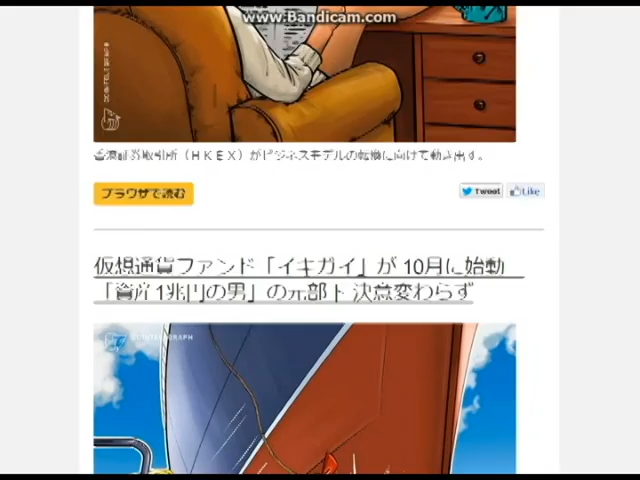 www.Bandicam.com
COINTELEGRAPH
香港証券取引所（ＨＫＥＸ）がビジネスモデルの転換に向けて動き出す。
ブラウザで読む
Tweet
Like
仮想通貨ファンド「イキガイ」が 10月に始動
「資産 1兆円の男」の元部下 決意変わらず
COINTELEGRAPH